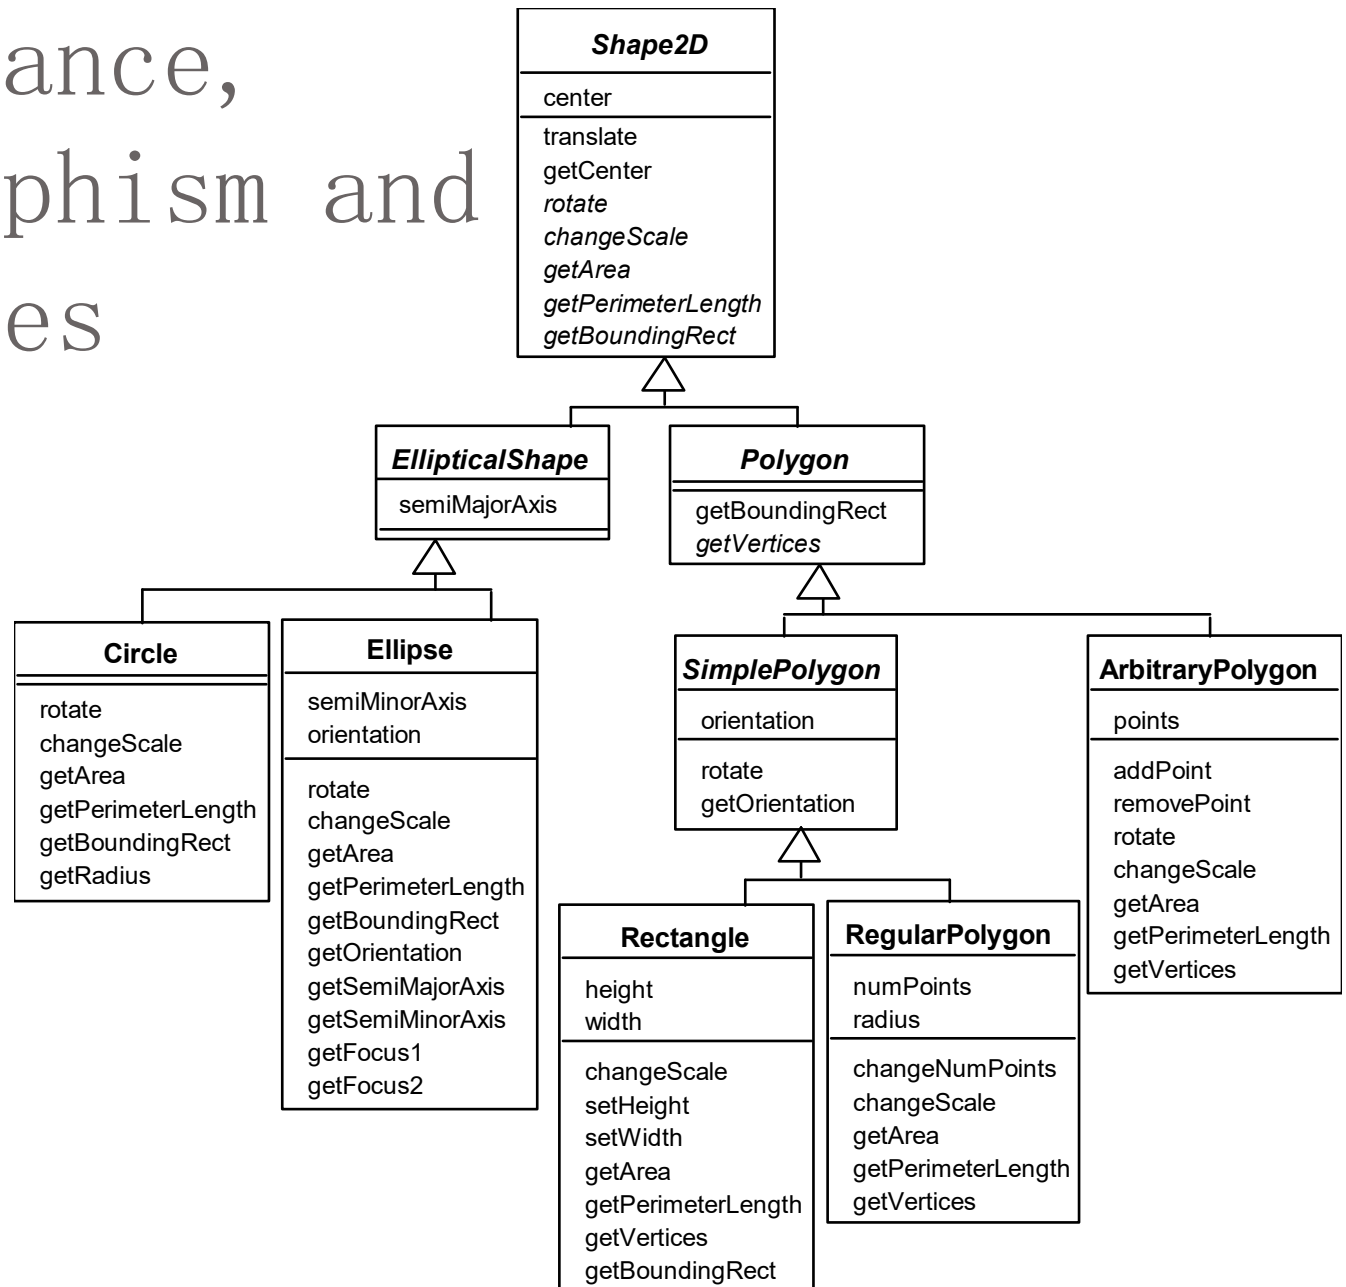 ance,
phism and
es
Shape2D
center
translate
getCenter
rotate
changeScale
getArea
getPerimeterLength
getBoundingRect
EllipticalShape
semiMajorAxis
Polygon
getBoundingRect
getVertices
Circle
rotate
changeScale
getArea
getPerimeterLength
getBoundingRect
getRadius
Ellipse
semiMinorAxis
orientation
rotate
changeScale
getArea
getPerimeterLength
getBoundingRect
getOrientation
getSemiMajorAxis
getSemiMinorAxis
getFocus1
getFocus2
SimplePolygon
orientation
rotate
getOrientation
ArbitraryPolygon
points
addPoint
removePoint
rotate
changeScale
getArea
getPerimeterLength
getVertices
Rectangle
height
width
changeScale
setHeight
setWidth
getArea
getPerimeterLength
getVertices
getBoundingRect
RegularPolygon
numPoints
radius
changeNumPoints
changeScale
getArea
getPerimeterLength
getVertices